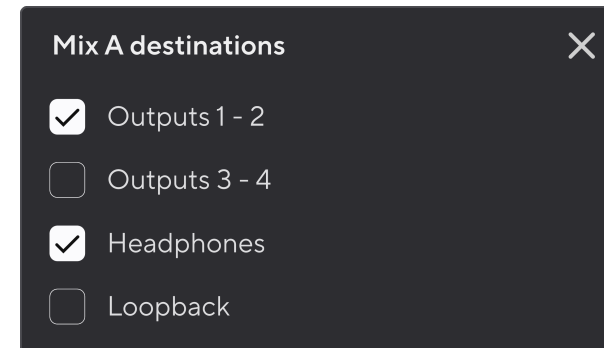 Mix A destinations
Outputs 1 - 2
Outputs 3 - 4
Headphones
Loopback